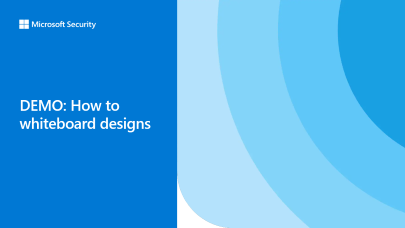 Microsoft Security
DEMO: How to
whiteboard designs